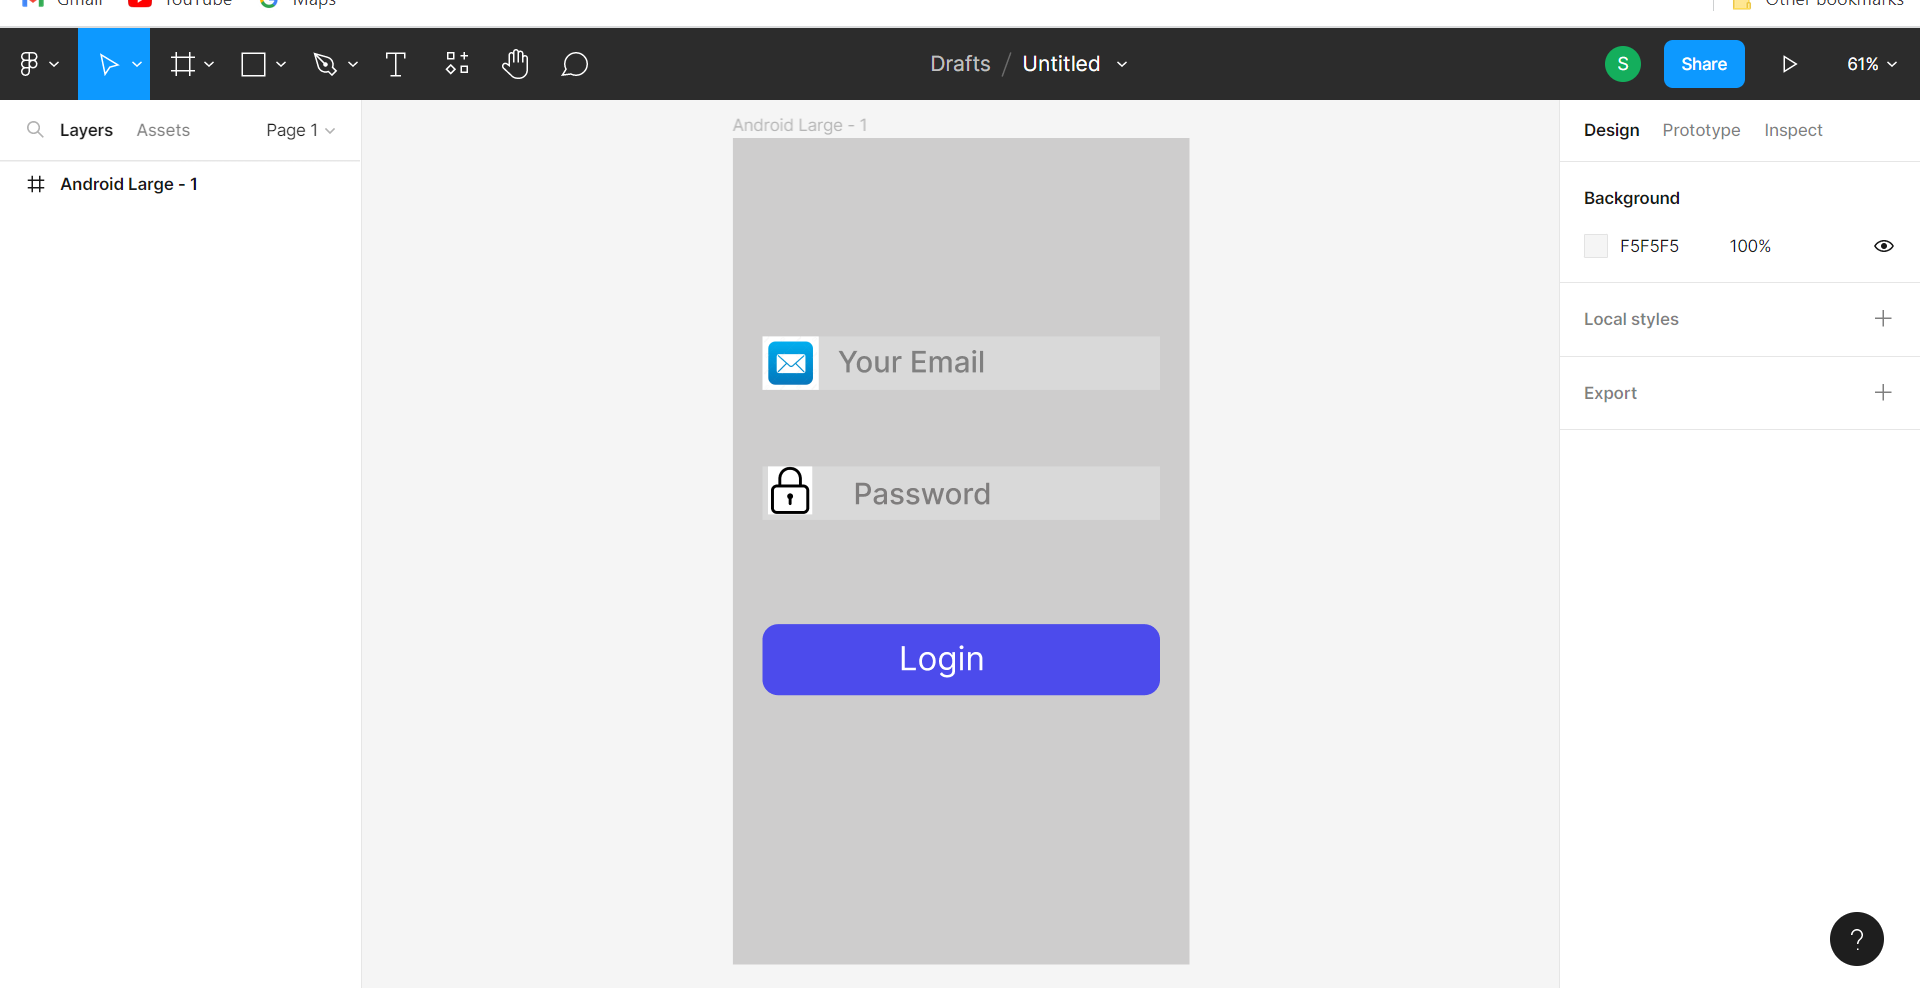 Gmail YouTube Maps Other bookmarks
Drafts / Untitled S Share 61%
Layers Assets Page 1
Android Large - 1
Android Large - 1
Your Email
Password
Login
Design Prototype Inspect
Background
F5F5F5 100%
Local styles
Export
?